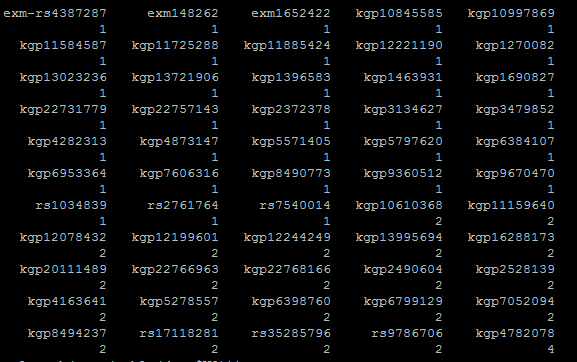 exm-rs4387287 exm148262 exm1652422 kgp10845585 kgp10997869
1 1 1 1 1
kgp11584587 kgp11725288 kgp11885424 kgp12221190 kgp1270082
1 1 1 1 1
kgp13023236 kgp13721906 kgp1396583 kgp1463931 kgp1690827
1 1 1 1 1
kgp22731779 kgp22757143 kgp2372378 kgp3134627 kgp3479852
1 1 1 1 1
kgp4282313 kgp4873147 kgp5571405 kgp5797620 kgp6384107
1 1 1 1 1
kgp6953364 kgp7606316 kgp8490773 kgp9360512 kgp9670470
1 1 1 1 1
rs1034839 rs2761764 rs7540014 kgp10610368 kgp11159640
1 1 1 2 2
kgp12078432 kgp12199601 kgp12244249 kgp13995694 kgp16288173
2 2 2 2 2
kgp20111489 kgp22766963 kgp22768166 kgp2490604 kgp2528139
2 2 2 2 2
kgp4163641 kgp5278557 kgp6398760 kgp6799129 kgp7052094
2 2 2 2 2
kgp8494237 rs17118281 rs35285796 rs9786706 kgp4782078
2 2 2 2 4